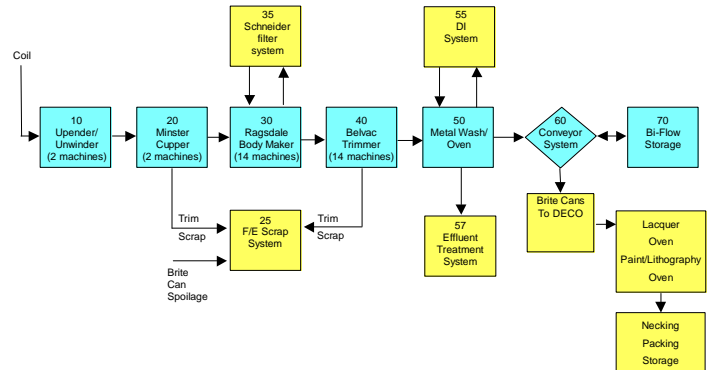 35
Schneider
filter
system
55
DI
System
Coil
10
Upender/
Unwinder
(2 machines)
20
Minster
Cupper
(2 machines)
30
Ragsdale
Body Maker
(14 machines)
40
Belvac
Trimmer
(14 machines)
50
Metal Wash/
Oven
60
Conveyor
System
70
Bi-Flow
Storage
Trim
Scrap
25
F/E Scrap
System
Trim
Scrap
Brite
Can
Spoilage
57
Effluent
Treatment
System
Brite Cans
To DECO
Lacquer
Oven
Paint/Lithography
Oven
Necking
Packing
Storage